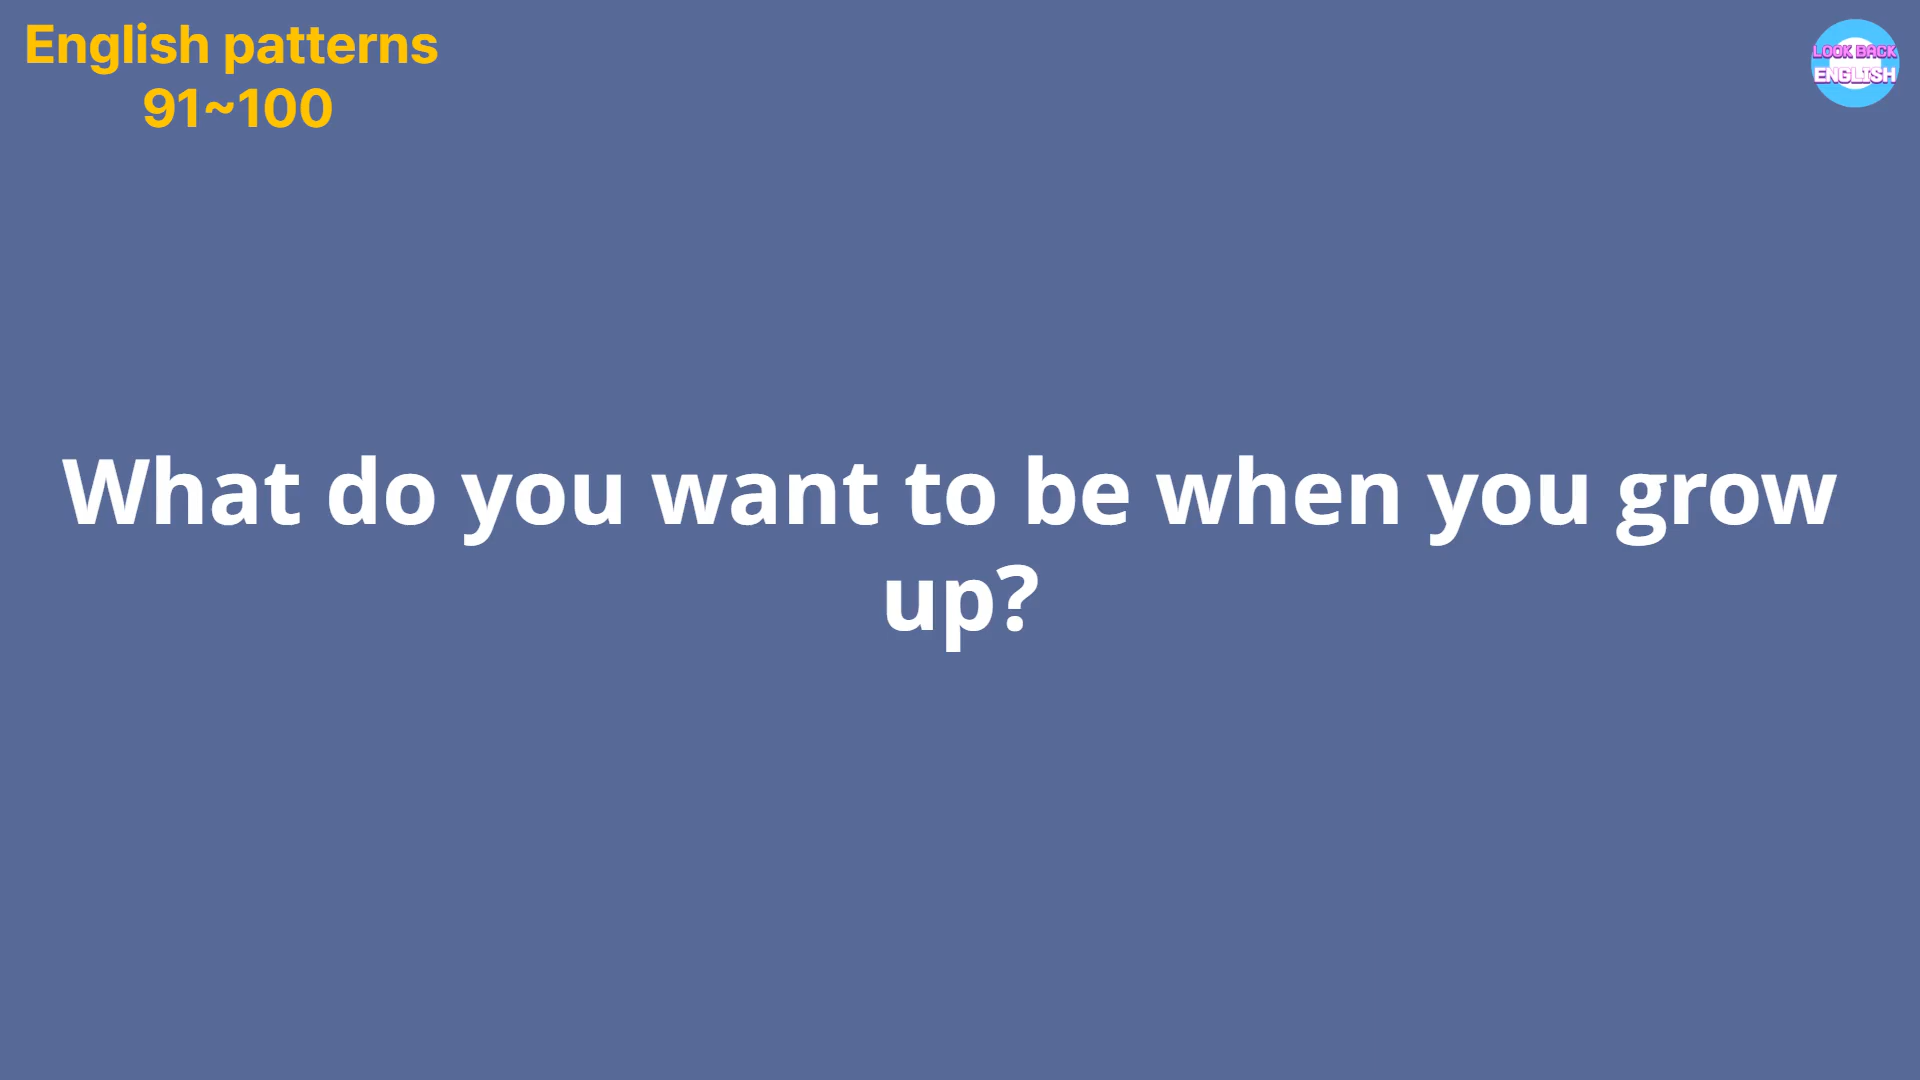 English patterns
91~100
LOOK BACK
ENGLISH
What do you want to be when you grow
up?